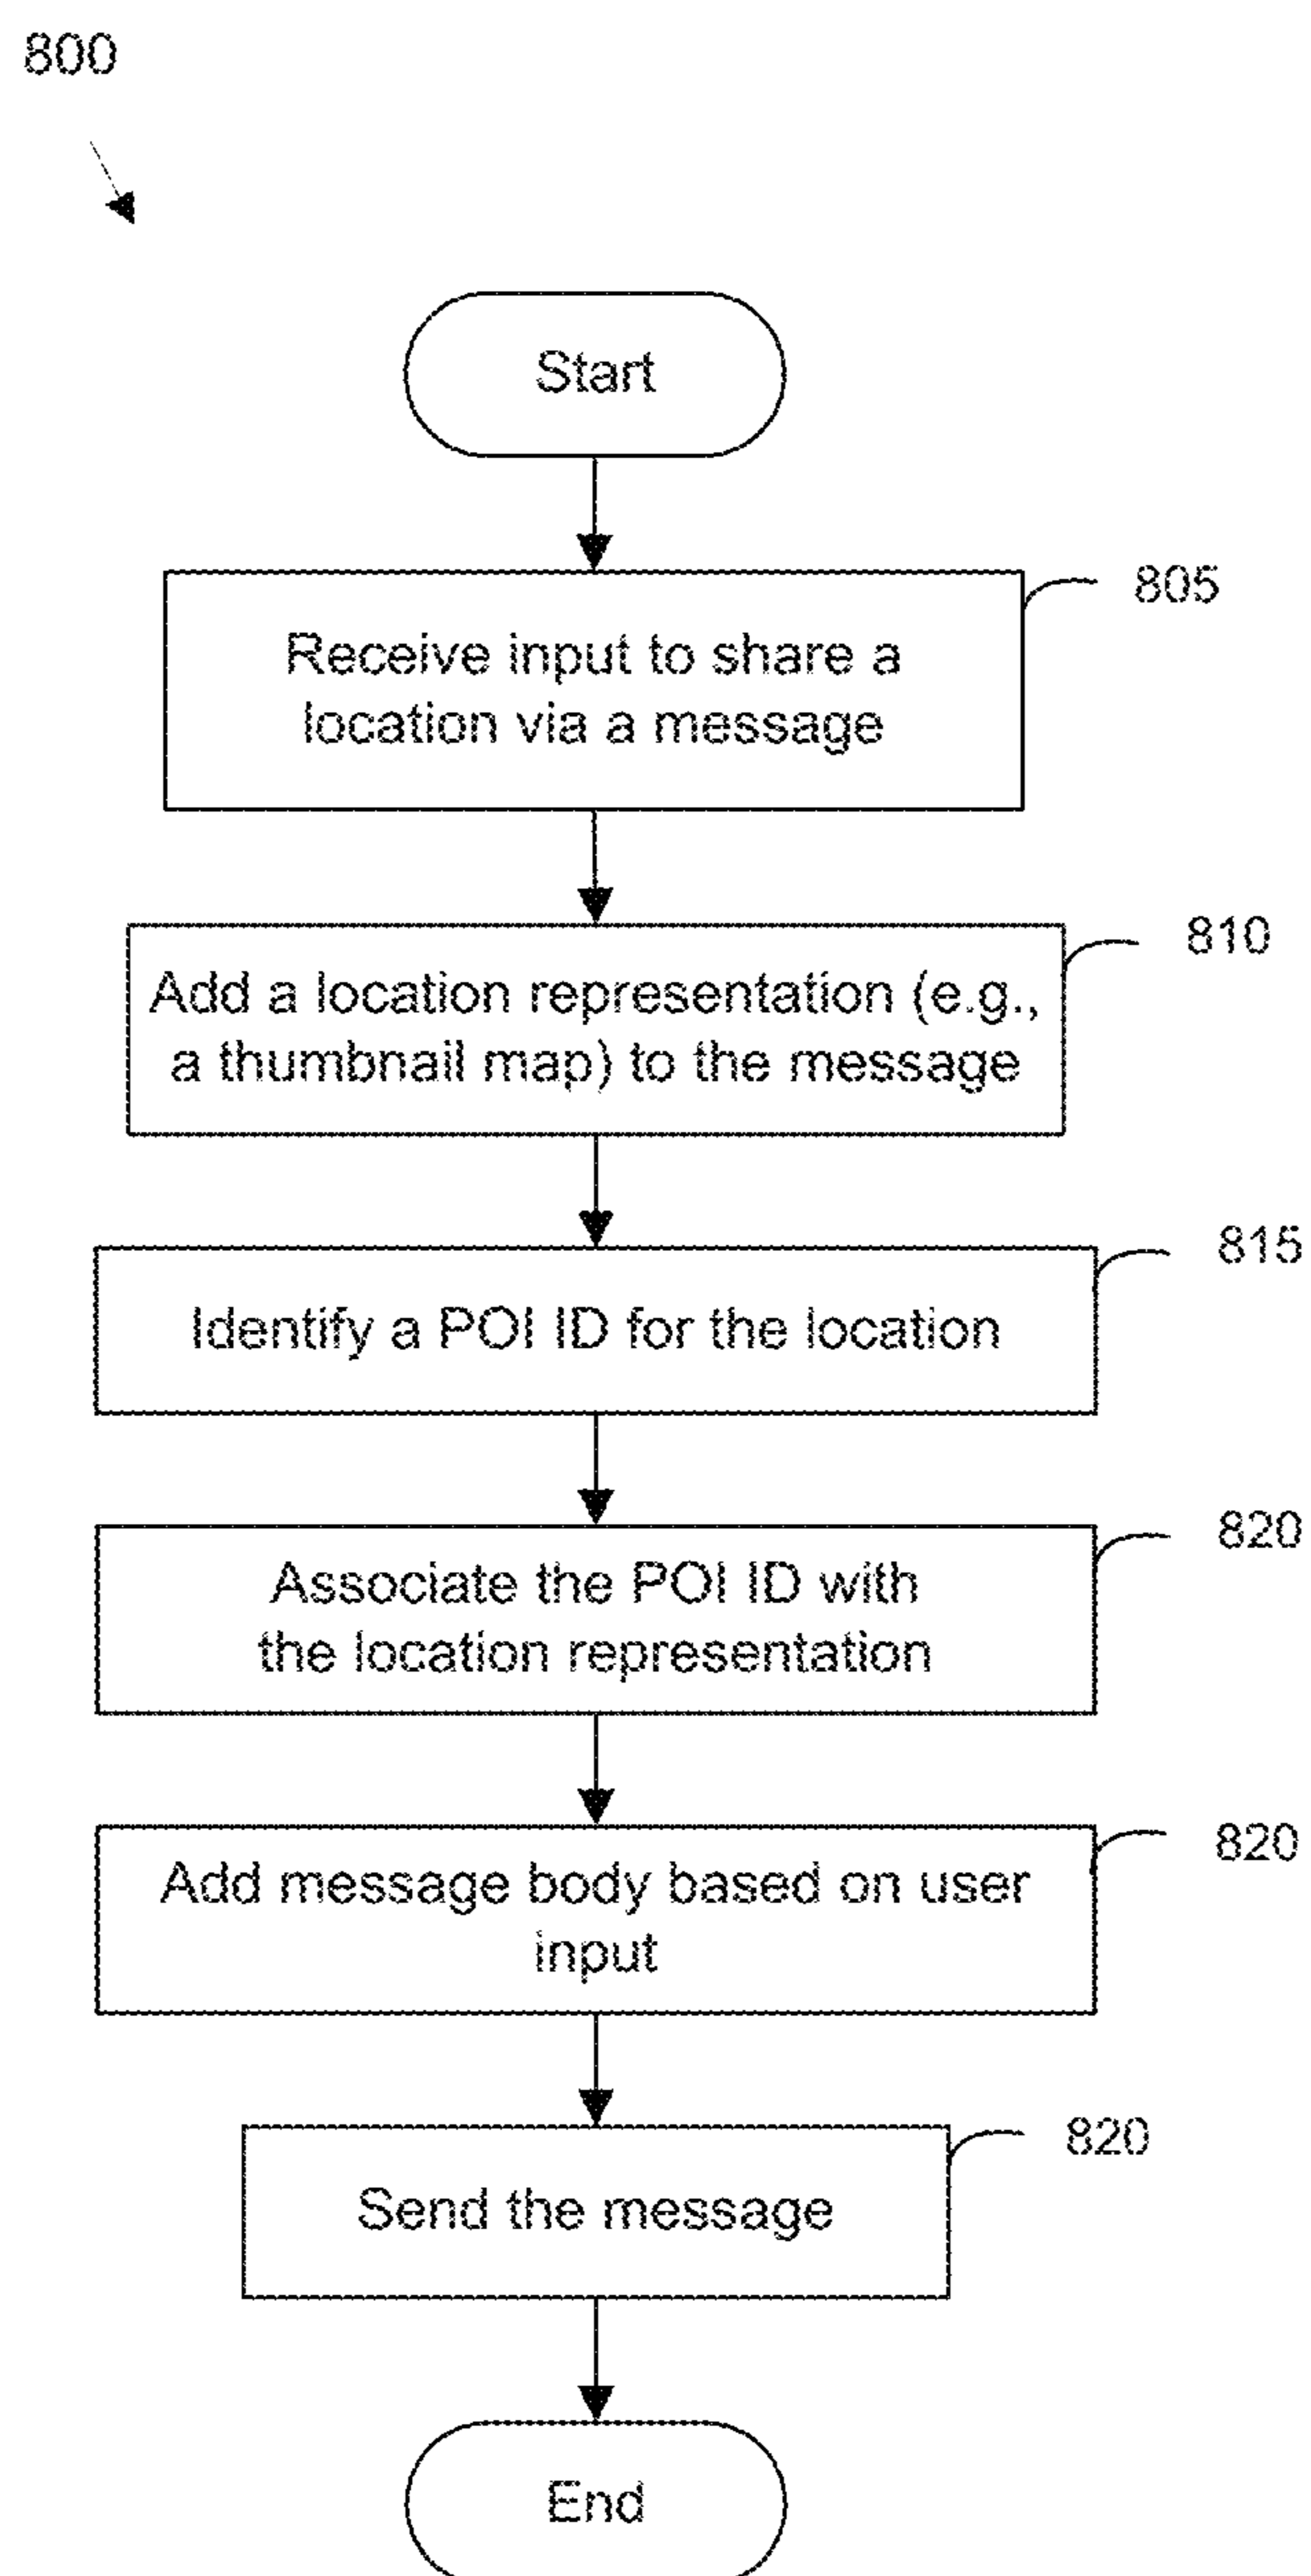 800
Start
805
Receive input to share a
location via a message
810
Add a location representation (e.g.,
a thumbnail map) to the message
815
Identify a POI ID for the location
820
Associate the POI ID with
the location representation
820
Add message body based on user
input
820
Send the message
End